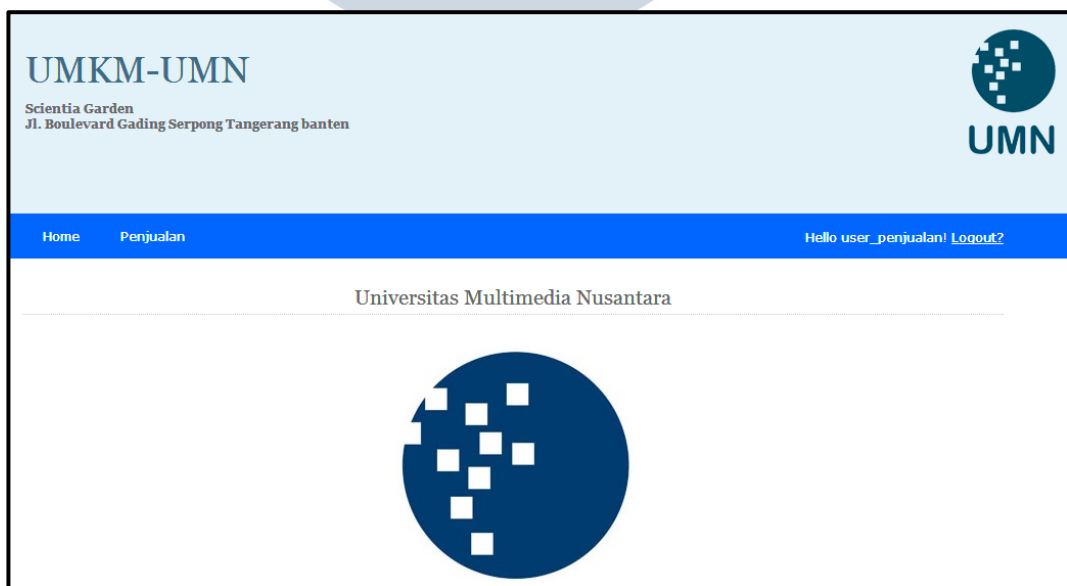 UMKM-UMN
Scientia Garden
Jl. Boulevard Gading Serpong Tangerang banten
UMN
Home Penjualan Hello user_penjualan! Logout?
Universitas Multimedia Nusantara